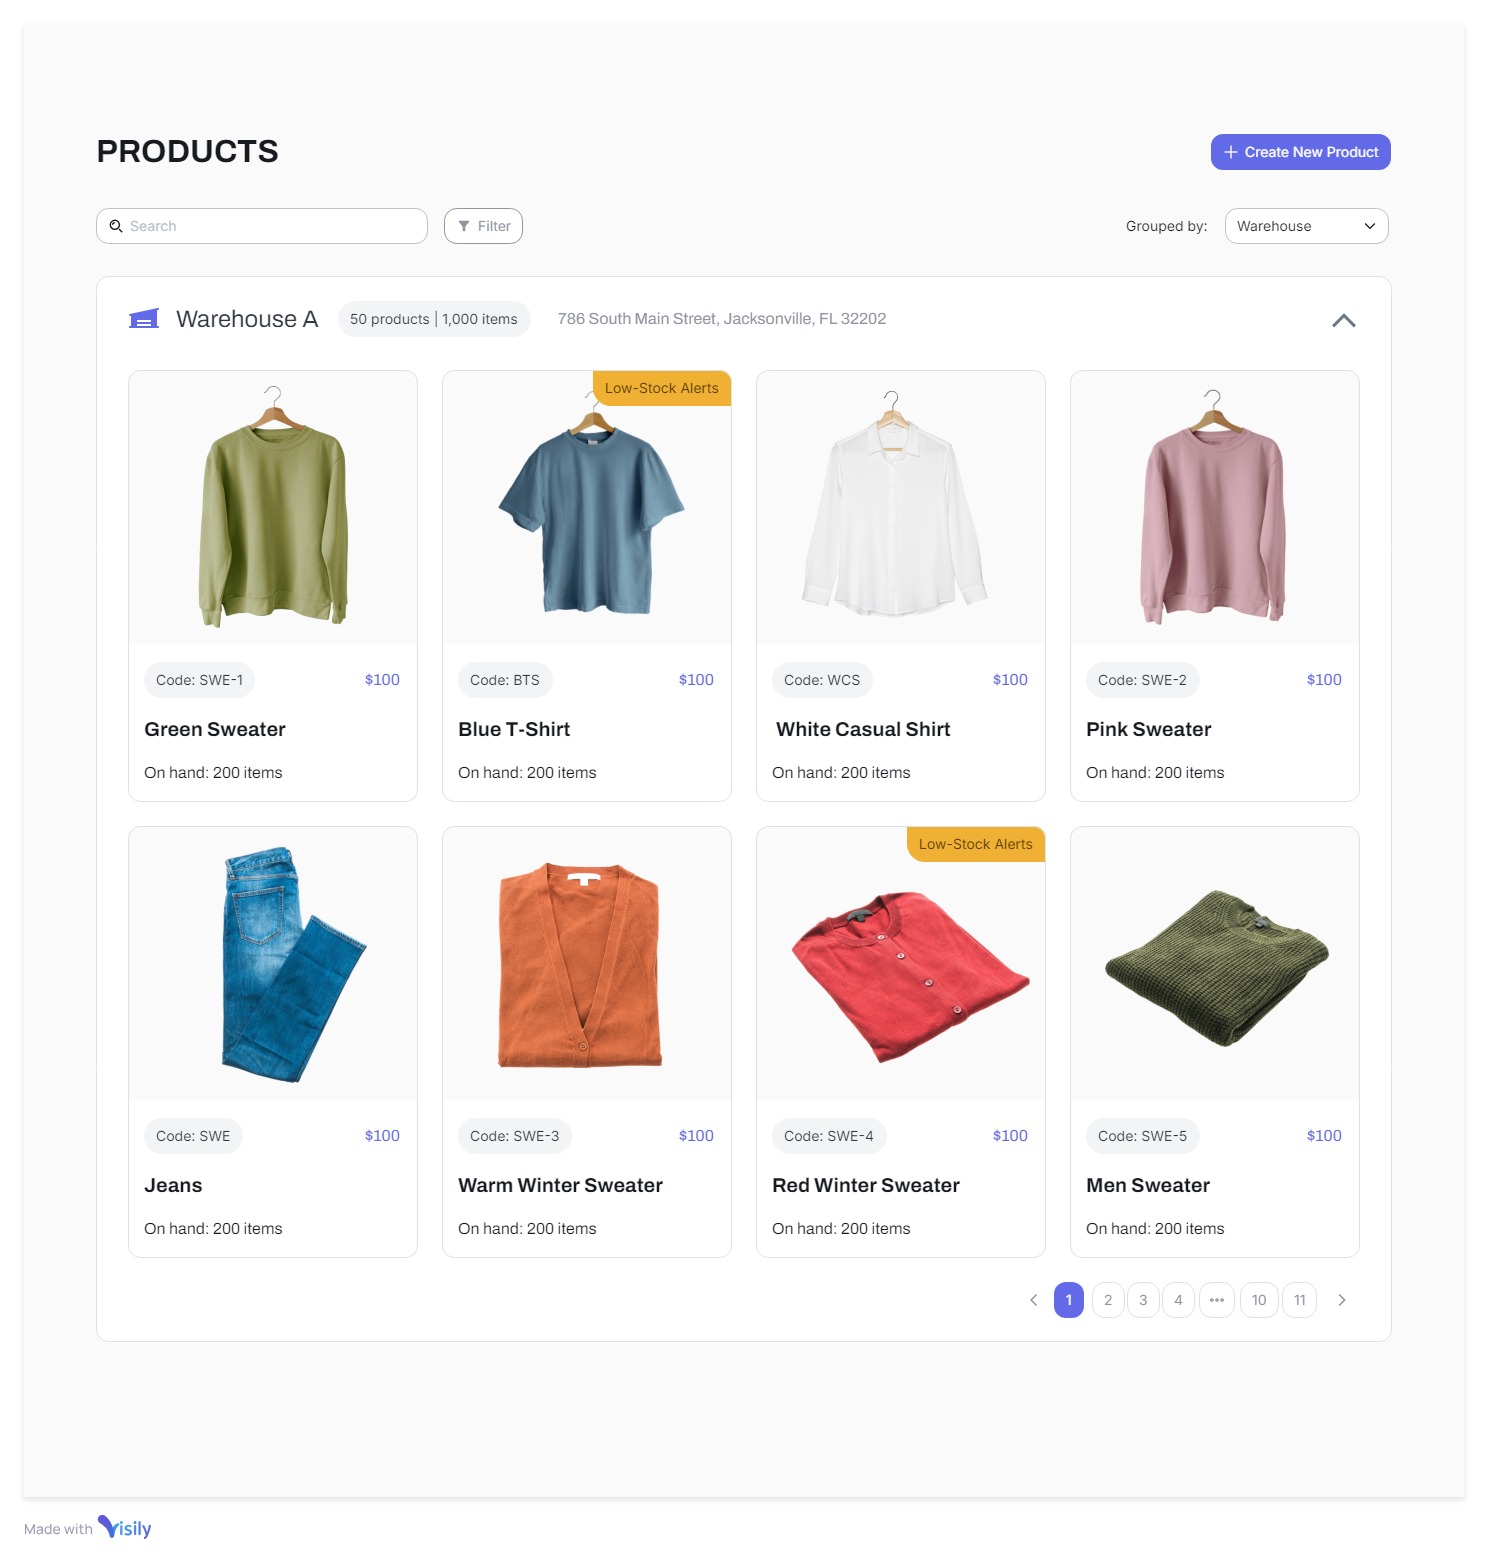 PRODUCTS
Create New Product
Search
Filter
Grouped by:
Warehouse
Warehouse A
50 products | 1,000 items
786 South Main Street, Jacksonville, FL 32202
Low-Stock Alerts
Code: SWE-1
$100
Code: BTS
$100
Code: WCS
$100
Code: SWE-2
$100
Green Sweater
Blue T-Shirt
White Casual Shirt
Pink Sweater
On hand: 200 items
On hand: 200 items
On hand: 200 items
On hand: 200 items
Low-Stock Alerts
Code: SWE
$100
Code: SWE-3
$100
Code: SWE-4
$100
Code: SWE-5
$100
Jeans
Warm Winter Sweater
Red Winter Sweater
Men Sweater
On hand: 200 items
On hand: 200 items
On hand: 200 items
On hand: 200 items
1 2 3 4 ••• 10 11
Made with Visily